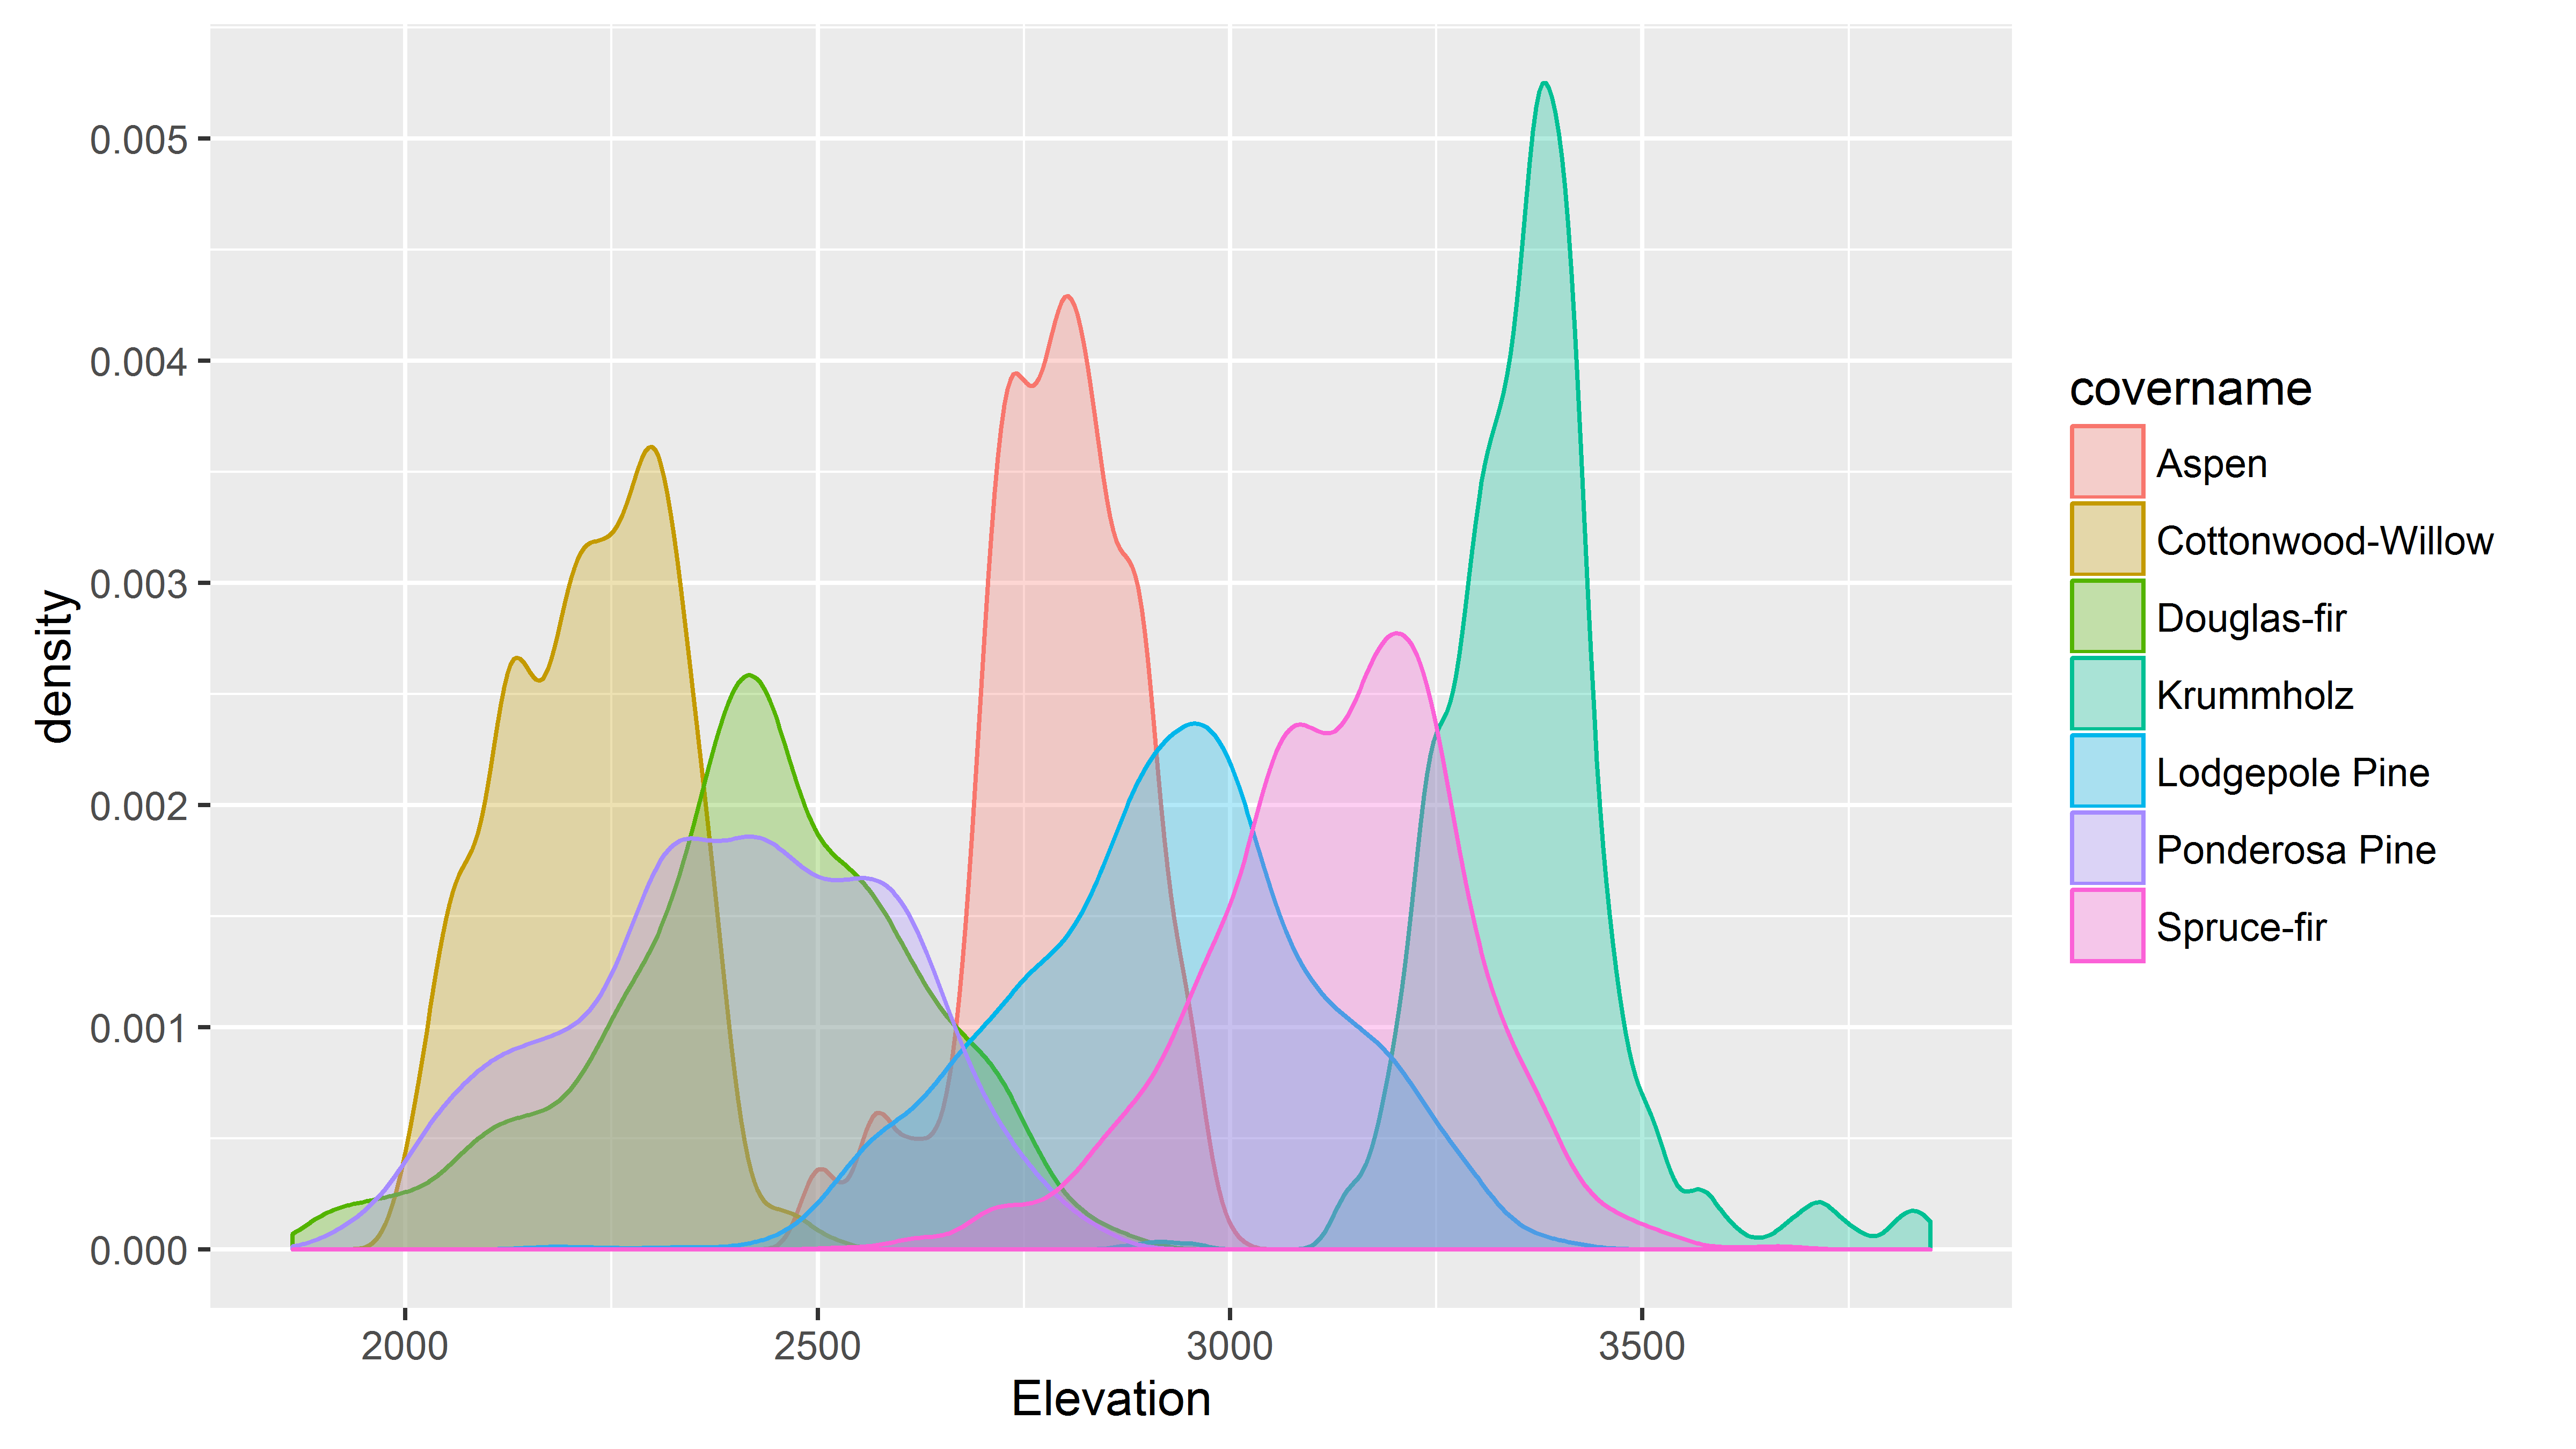 density
0.005
0.004
0.003
0.002
0.001
0.000
2000 2500 3000 3500
Elevation
covername
Aspen
Cottonwood-Willow
Douglas-fir
Krummholz
Lodgepole Pine
Ponderosa Pine
Spruce-fir